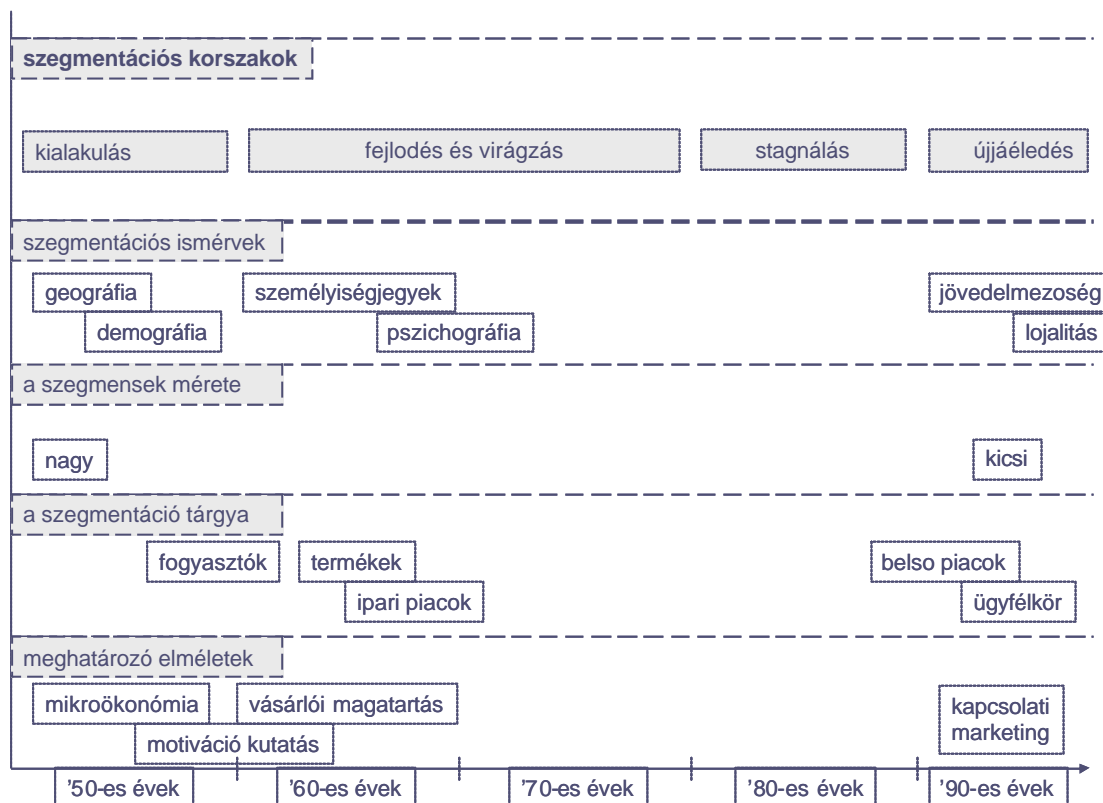 szegmentációs korszakok
kialakulás
fejlodés és virágzás
stagnálás
újjáéledés
szegmentációs ismérvek
geográfia
személyiségjegyek
jövedelmezoség
demográfia
pszichográfia
lojalitás
a szegmensek mérete
nagy
kicsi
a szegmentáció tárgya
fogyasztók
termékek
belso piacok
ipari piacok
ügyfélkör
meghatározó elméletek
mikroökonómia
vásárlói magatartás
kapcsolati
marketing
motiváció kutatás
'50-es évek
'60-es évek
'70-es évek
'80-es évek
'90-es évek